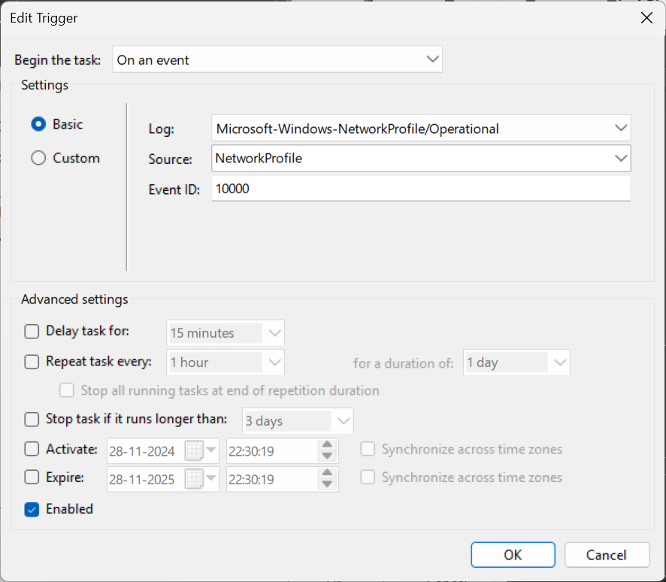 Edit Trigger
Begin the task: On an event
Settings
Basic
Custom
Log: Microsoft-Windows-NetworkProfile/Operational
Source: NetworkProfile
Event ID: 10000
Advanced settings
Delay task for: 15 minutes
Repeat task every: 1 hour for a duration of: 1 day
Stop all running tasks at end of repetition duration
Stop task if it runs longer than: 3 days
Activate: 28-11-2024 22:30:19 Synchronize across time zones
Expire: 28-11-2025 22:30:19 Synchronize across time zones
Enabled
OK Cancel